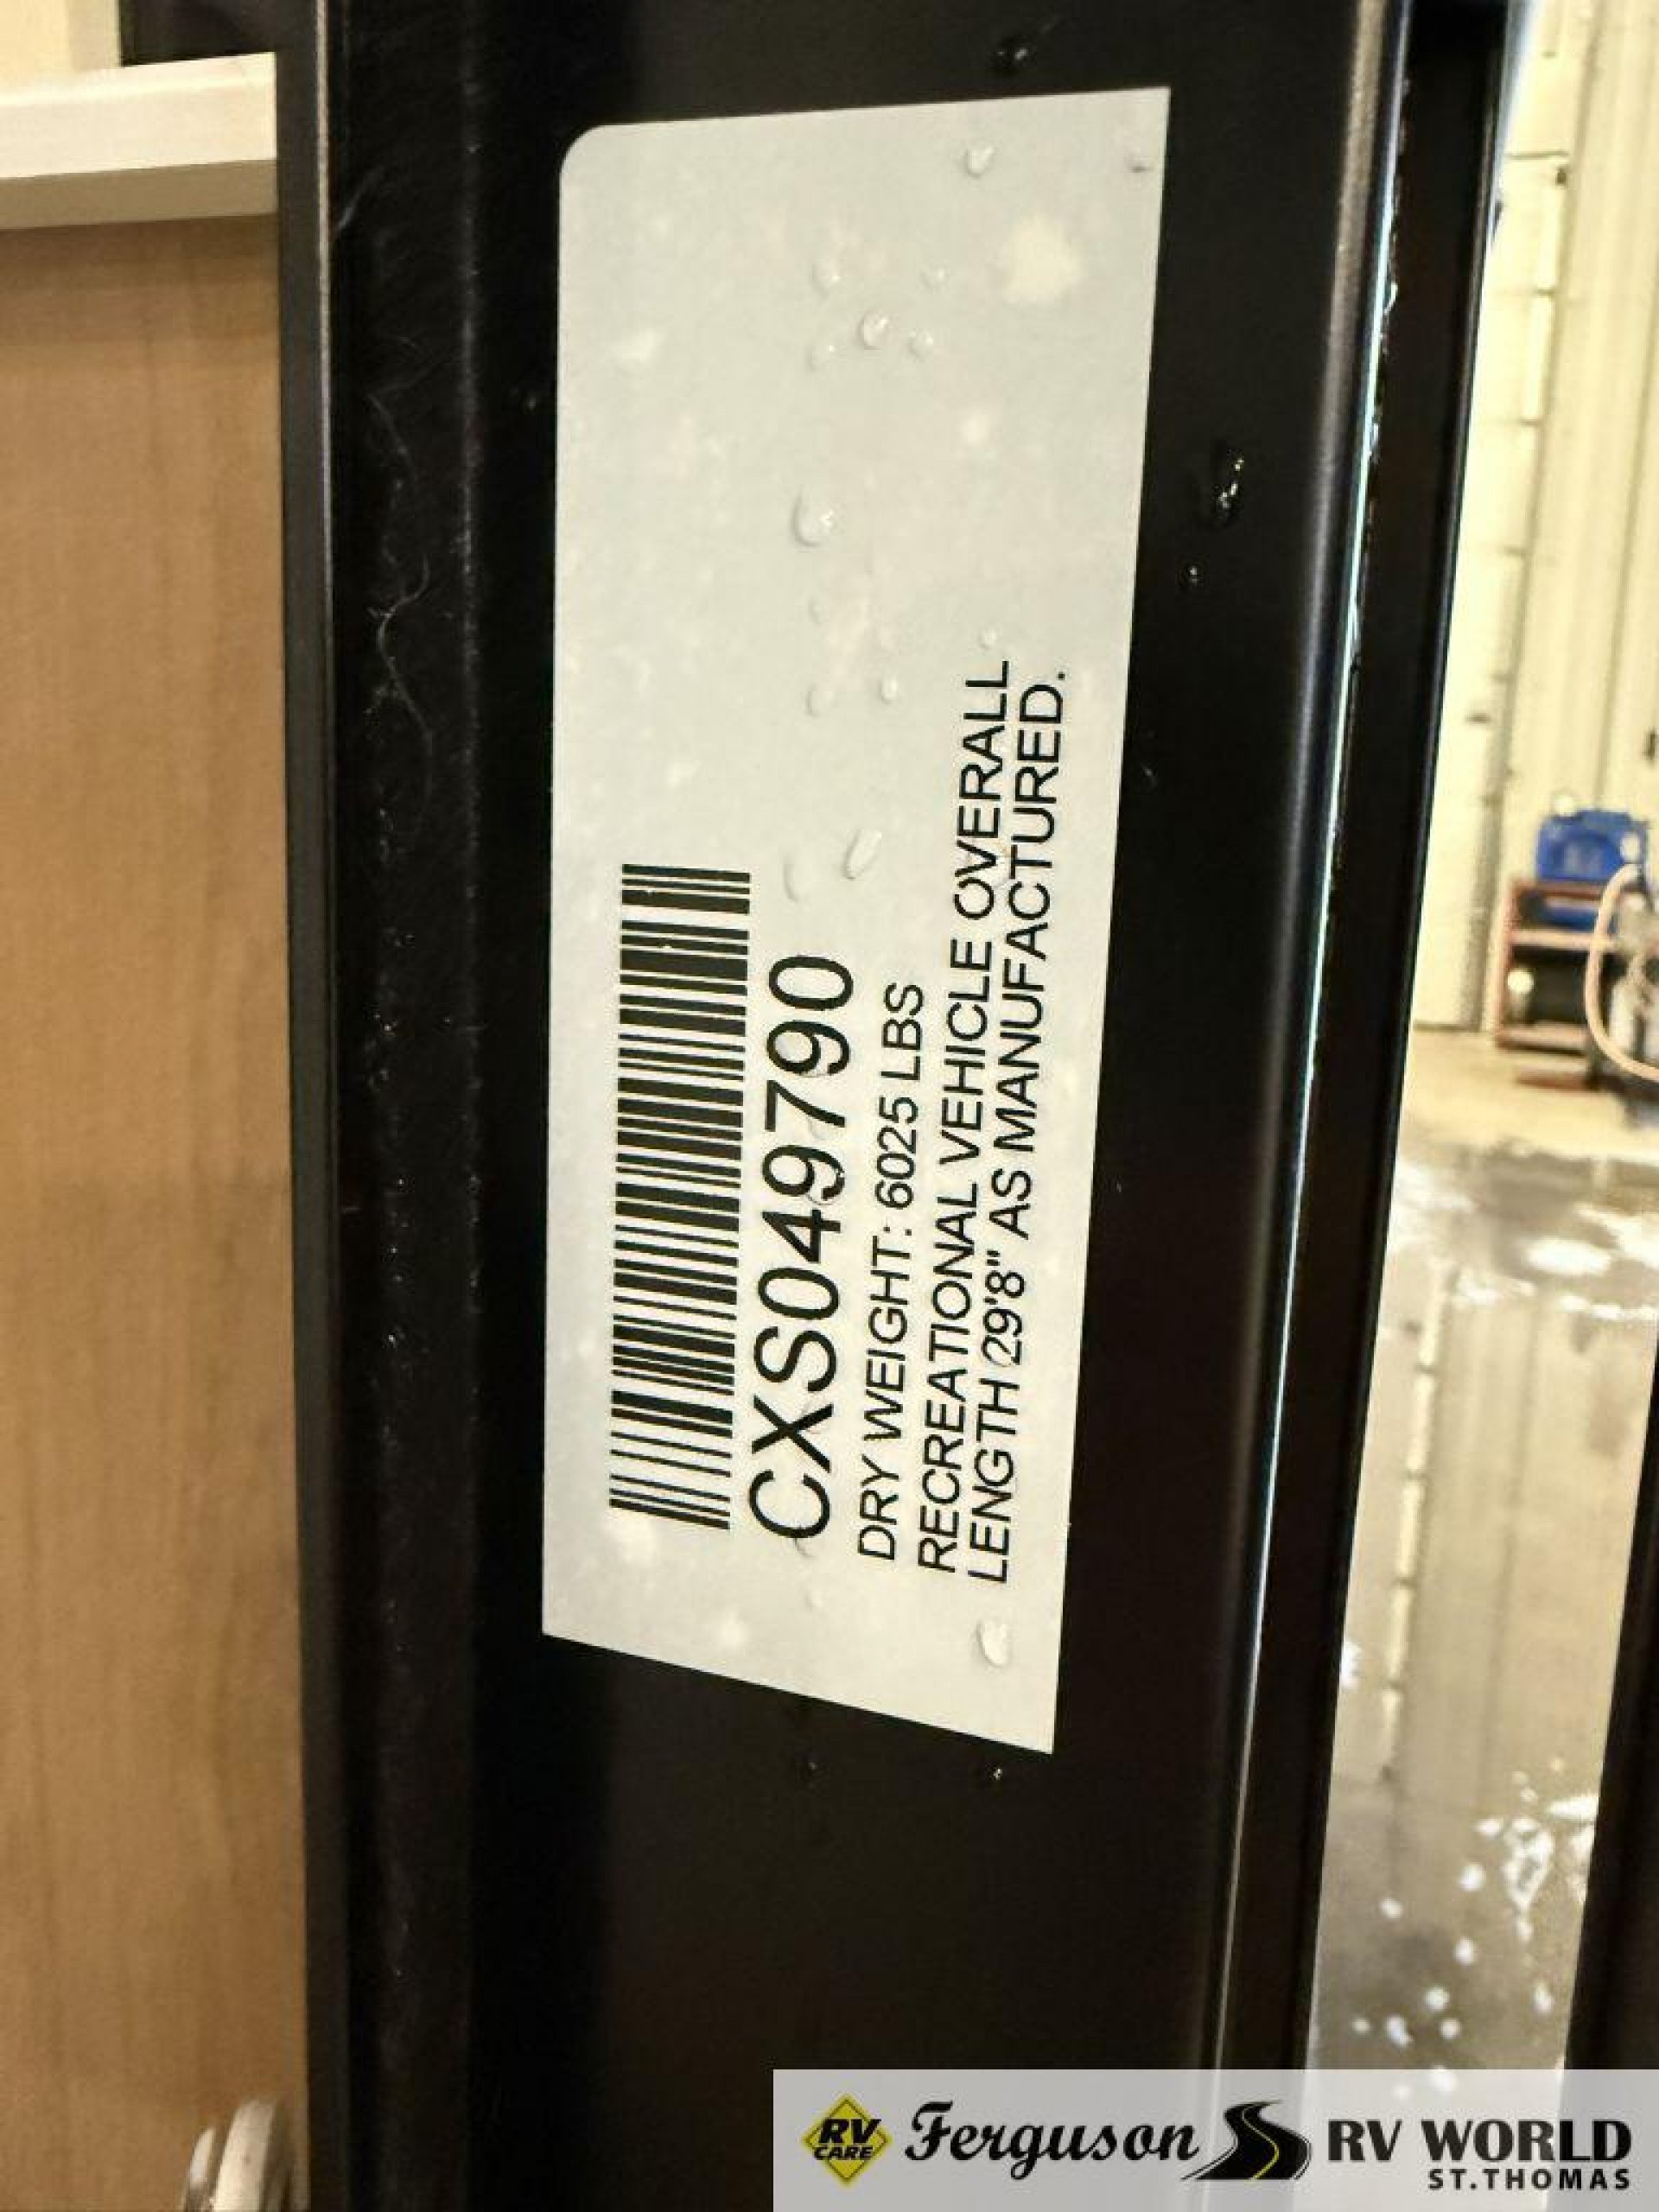 CXS049790
DRY WEIGHT: 6025 LBS
RECREATIONAL VEHICLE OVERALL
LENGTH 29'8" AS MANUFACTURED.
RV
CARE
Ferguson RV WORLD
ST.THOMAS